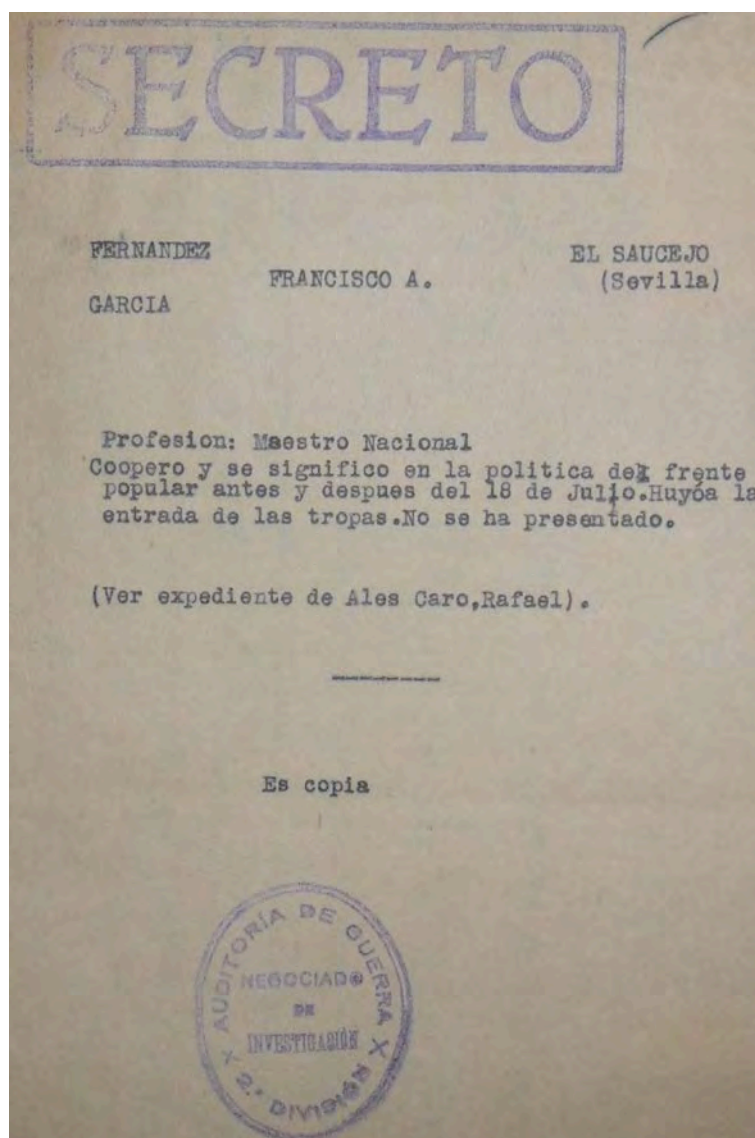 SECRETO
FERNANDEZ
EL SAUCEJO
FRANCISCO A.
(Sevilla)
GARCIA
Profesion: Maestro Nacional
Coopero y se significo en la politica del frente
popular antes y despues del 18 de Julio.Huyóa la
entrada de las tropas.No se ha presentado.
(Ver expediente de Ales Caro,Rafael).
Es copia
AUDITORÍA DE GUERRA
NEGOCIADO
DE
INVESTIGACIÓN
X 2.ª DIVISIÓN X